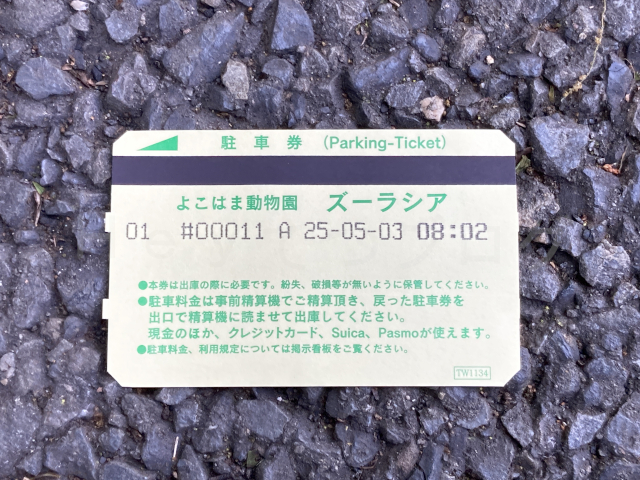 駐車券 (Parking-Ticket)
よこはま動物園 ズーラシア
01 #00011 A 25-05-03 08:02
●本券は出庫の際に必要です。紛失、破損等が無いように保管してください。
●駐車料金は事前精算機でご精算頂き、戻った駐車券を
出口で精算機に読ませて出庫してください。
現金のほか、クレジットカード、Suica、Pasmoが使えます。
●駐車料金、利用規定については掲示看板をご覧ください。
TW1134